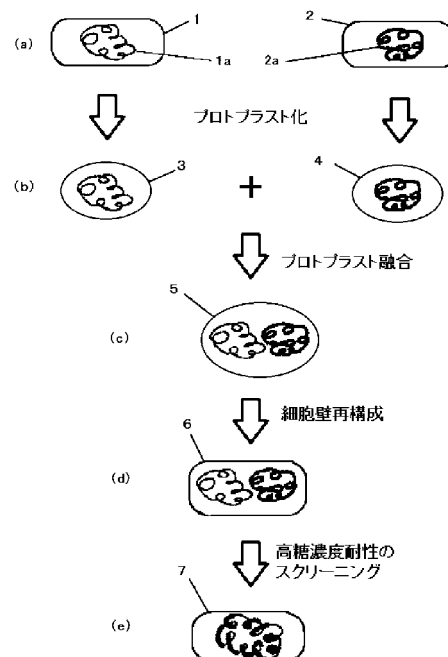 (a)
1
1a
2
2a
プロトプラスト化
(b)
3
+
4
プロトプラスト融合
(c)
5
細胞壁再構成
(d)
6
高糖濃度耐性の
スクリーニング
(e)
7